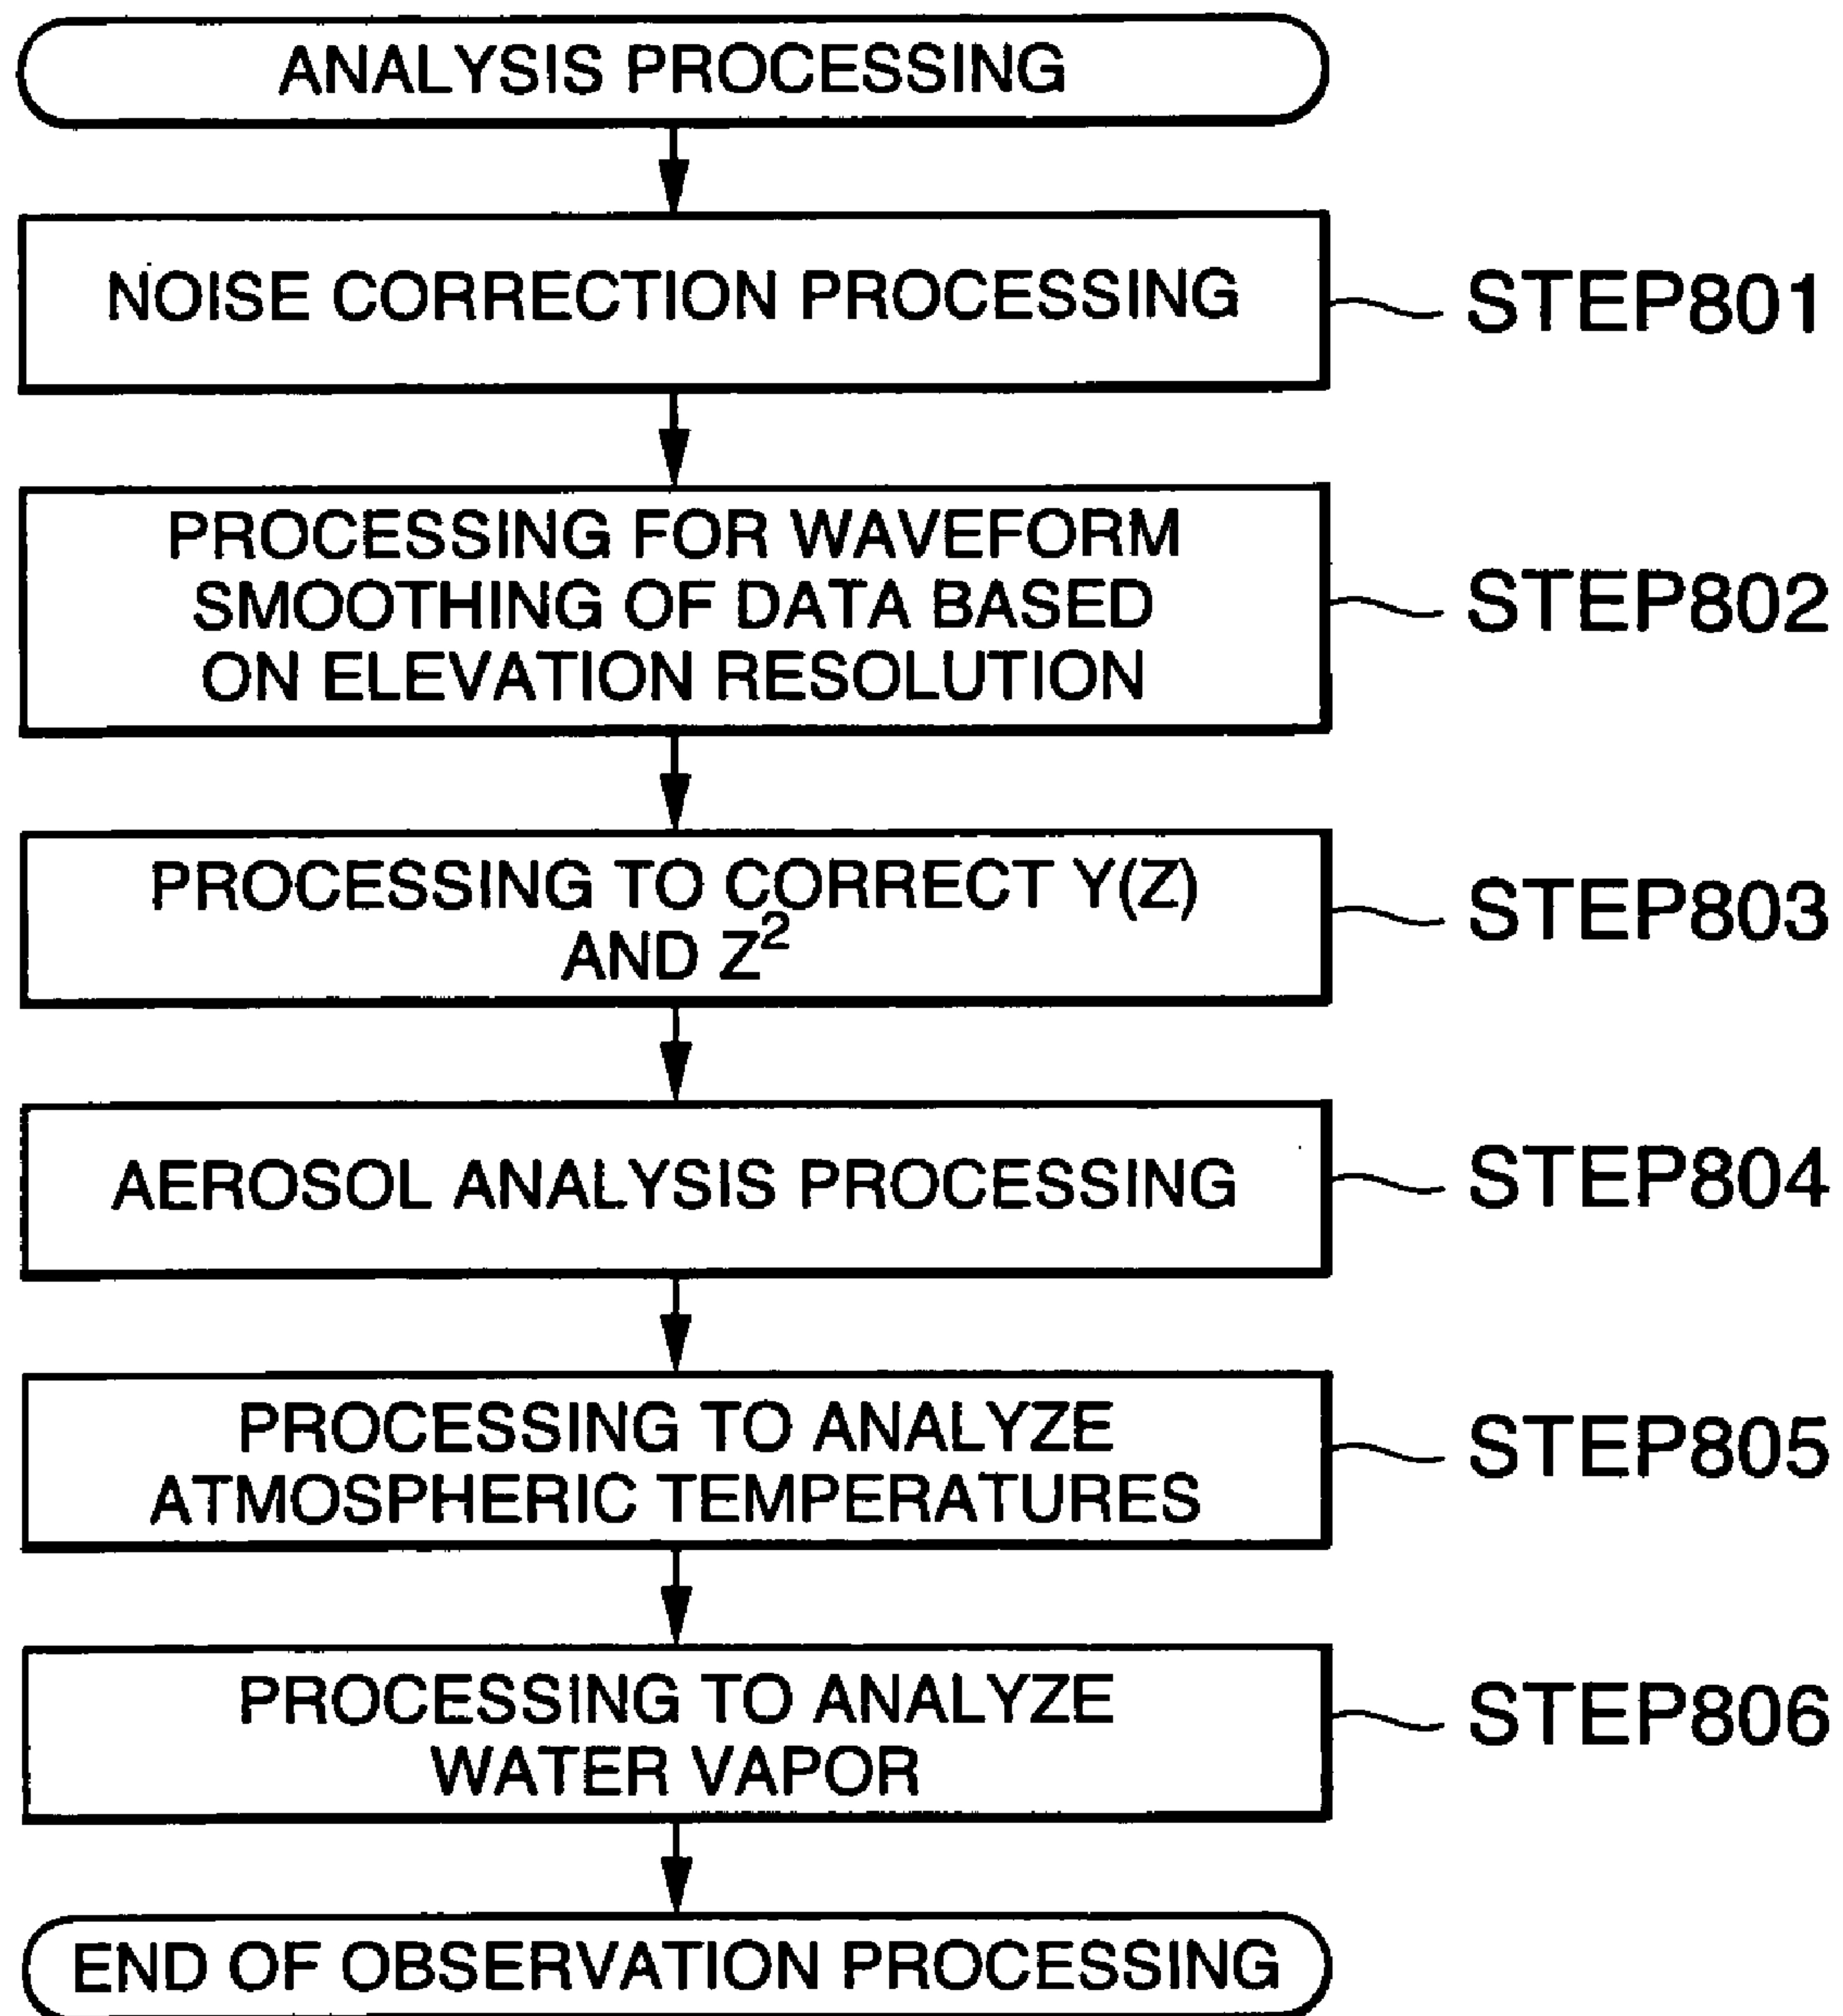 ANALYSIS PROCESSING
NOISE CORRECTION PROCESSING
STEP801
PROCESSING FOR WAVEFORM
SMOOTHING OF DATA BASED
ON ELEVATION RESOLUTION
STEP802
PROCESSING TO CORRECT Y(Z)
AND Z²
STEP803
AEROSOL ANALYSIS PROCESSING
STEP804
PROCESSING TO ANALYZE
ATMOSPHERIC TEMPERATURES
STEP805
PROCESSING TO ANALYZE
WATER VAPOR
STEP806
END OF OBSERVATION PROCESSING